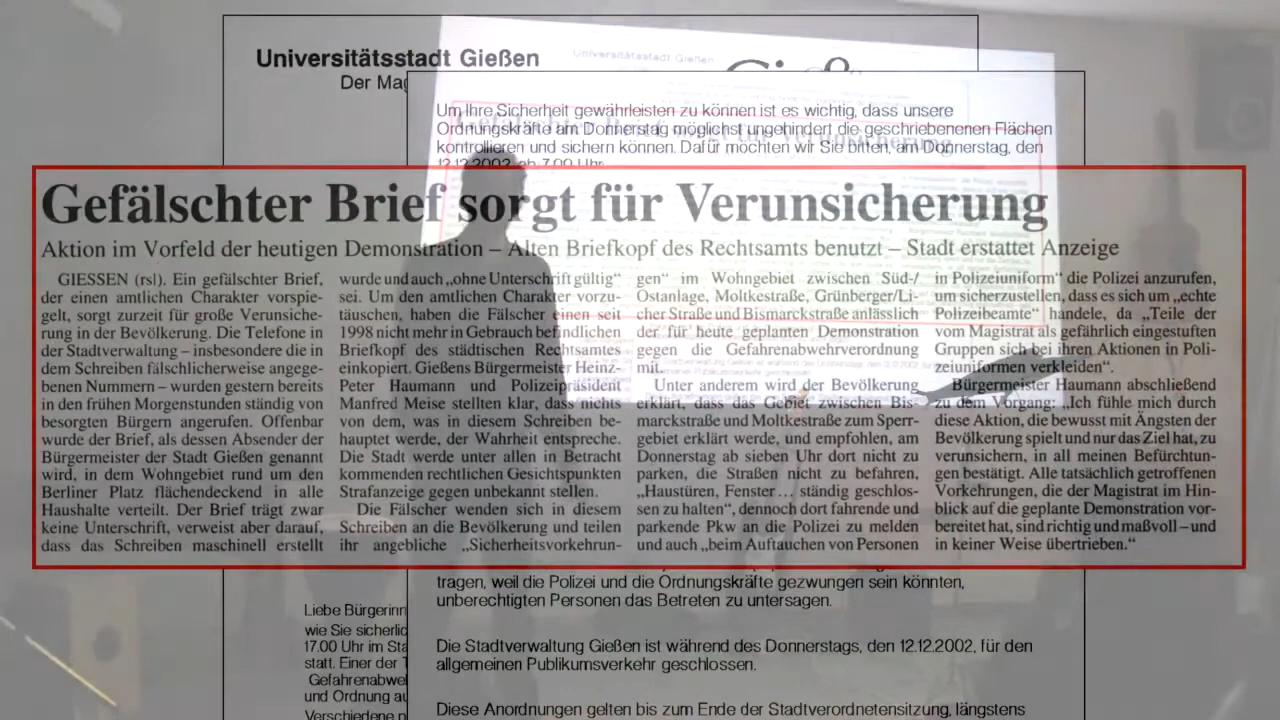 Universitätsstadt Gießen
Der Mag
Universitätsstadt Gießen
Um Ihre Sicherheit gewährleisten zu können ist es wichtig, dass unsere
Ordnungskräfte am Donnerstag möglichst ungehindert die geschriebenenen Flächen
kontrollieren und sichern können. Dafür möchten wir Sie bitten, am Donnerstag, den
12.12.2002 ab 7.00 Uhr
Gefälschter Brief sorgt für Verunsicherung
Aktion im Vorfeld der heutigen Demonstration – Alten Briefkopf des Rechtsamts benutzt – Stadt erstattet Anzeige
GIESSEN (rsl). Ein gefälschter Brief,
der einen amtlichen Charakter vorspie-
gelt, sorgt zurzeit für große Verunsiche-
rung in der Bevölkerung. Die Telefone in
der Stadtverwaltung – insbesondere die in
dem Schreiben fälschlicherweise angege-
benen Nummern – wurden gestern bereits
in den frühen Morgenstunden ständig von
besorgten Bürgern angerufen. Offenbar
wurde der Brief, als dessen Absender der
Bürgermeister der Stadt Gießen genannt
wird, in dem Wohngebiet rund um den
Berliner Platz flächendeckend in alle
Haushalte verteilt. Der Brief trägt zwar
keine Unterschrift, verweist aber darauf,
dass das Schreiben maschinell erstellt
wurde und auch „ohne Unterschrift gültig“
sei. Um den amtlichen Charakter vorzu-
täuschen, haben die Fälscher einen seit
1998 nicht mehr in Gebrauch befindlichen
Briefkopf des städtischen Rechtsamtes
einkopiert. Gießens Bürgermeister Heinz-
Peter Haumann und Polizeipräsident
Manfred Meise stellten klar, dass nichts
von dem, was in diesem Schreiben be-
hauptet werde, der Wahrheit entspreche.
Die Stadt werde unter allen in Betracht
kommenden rechtlichen Gesichtspunkten
Strafanzeige gegen unbekannt stellen.
Die Fälscher wenden sich in diesem
Schreiben an die Bevölkerung und teilen
ihr angebliche „Sicherheitsvorkehrun-
gen“ im Wohngebiet zwischen Süd-/
Ostanlage, Moltkestraße, Grünberger/Li-
cher Straße und Bismarckstraße anlässlich
der für heute geplanten Demonstration
gegen die Gefahrenabwehrverordnung
mit.
Unter anderem wird der Bevölkerung
erklärt, dass das Gebiet zwischen Bis-
marckstraße und Moltkestraße zum Sperr-
gebiet erklärt werde, und empfohlen, am
Donnerstag ab sieben Uhr dort nicht zu
parken, die Straßen nicht zu befahren,
„Haustüren, Fenster ... ständig geschlos-
sen zu halten“, dennoch dort fahrende und
parkende Pkw an die Polizei zu melden
und auch „beim Auftauchen von Personen
in Polizeiuniform“ die Polizei anzurufen,
um sicherzustellen, dass es sich um „echte
Polizeibeamte“ handele, da „Teile der
vom Magistrat als gefährlich eingestuften
Gruppen sich bei ihren Aktionen in Poli-
zeiuniformen verkleiden“.
Bürgermeister Haumann abschließend
zu dem Vorgang: „Ich fühle mich durch
diese Aktion, die bewusst mit Ängsten der
Bevölkerung spielt und nur das Ziel hat, zu
verunsichern, in all meinen Befürchtun-
gen bestätigt. Alle tatsächlich getroffenen
Vorkehrungen, die der Magistrat im Hin-
blick auf die geplante Demonstration vor-
bereitet hat, sind richtig und maßvoll – und
in keiner Weise übertrieben.“
tragen, weil die Polizei und die Ordnungskräfte gezwungen sein könnten,
unberechtigten Personen das Betreten zu untersagen.
Die Stadtverwaltung Gießen ist während des Donnerstags, den 12.12.2002, für den
allgemeinen Publikumsverkehr geschlossen.
Diese Anordnungen gelten bis zum Ende der Stadtverordnetensitzung, längstens
Liebe Bürgerinn
wie Sie sicherlic
17.00 Uhr im Sta
statt. Einer der T
Gefahrenabwel
und Ordnung au
Verschiedene p